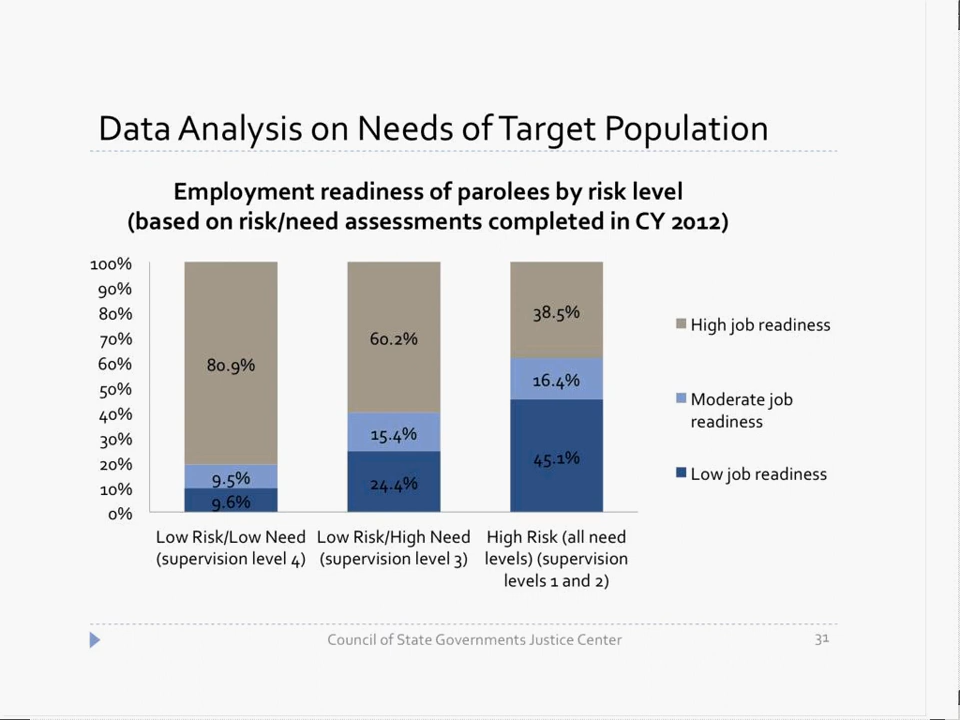 Data Analysis on Needs of Target Population
Employment readiness of parolees by risk level
(based on risk/need assessments completed in CY 2012)
100%
90%
80%
70%
60%
50%
40%
30%
20%
10%
0%
80.9%
9.5%
9.6%
60.2%
15.4%
24.4%
38.5%
16.4%
45.1%
Low Risk/Low Need
(supervision level 4)
Low Risk/High Need
(supervision level 3)
High Risk (all need
levels) (supervision
levels 1 and 2)
High job readiness
Moderate job
readiness
Low job readiness
Council of State Governments Justice Center
31